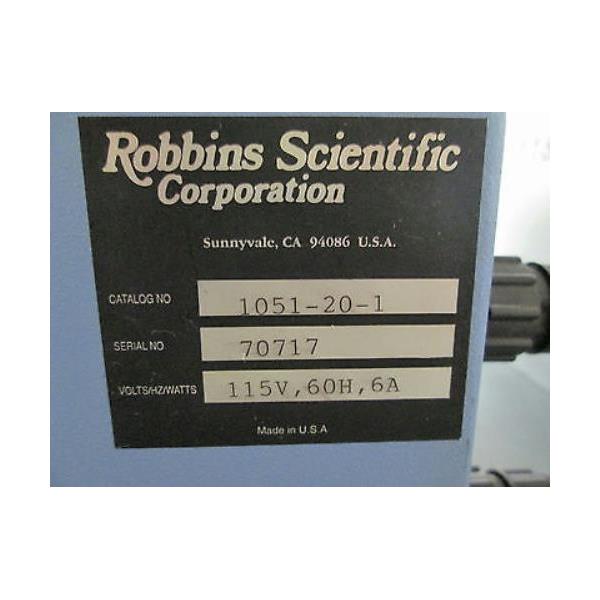 Robbins Scientific
Corporation
Sunnyvale, CA 94086 U.S.A.
CATALOG NO 1051-20-1
SERIAL NO 70717
VOLTS/HZ/WATTS 115V,60H,6A
Made in U.S.A